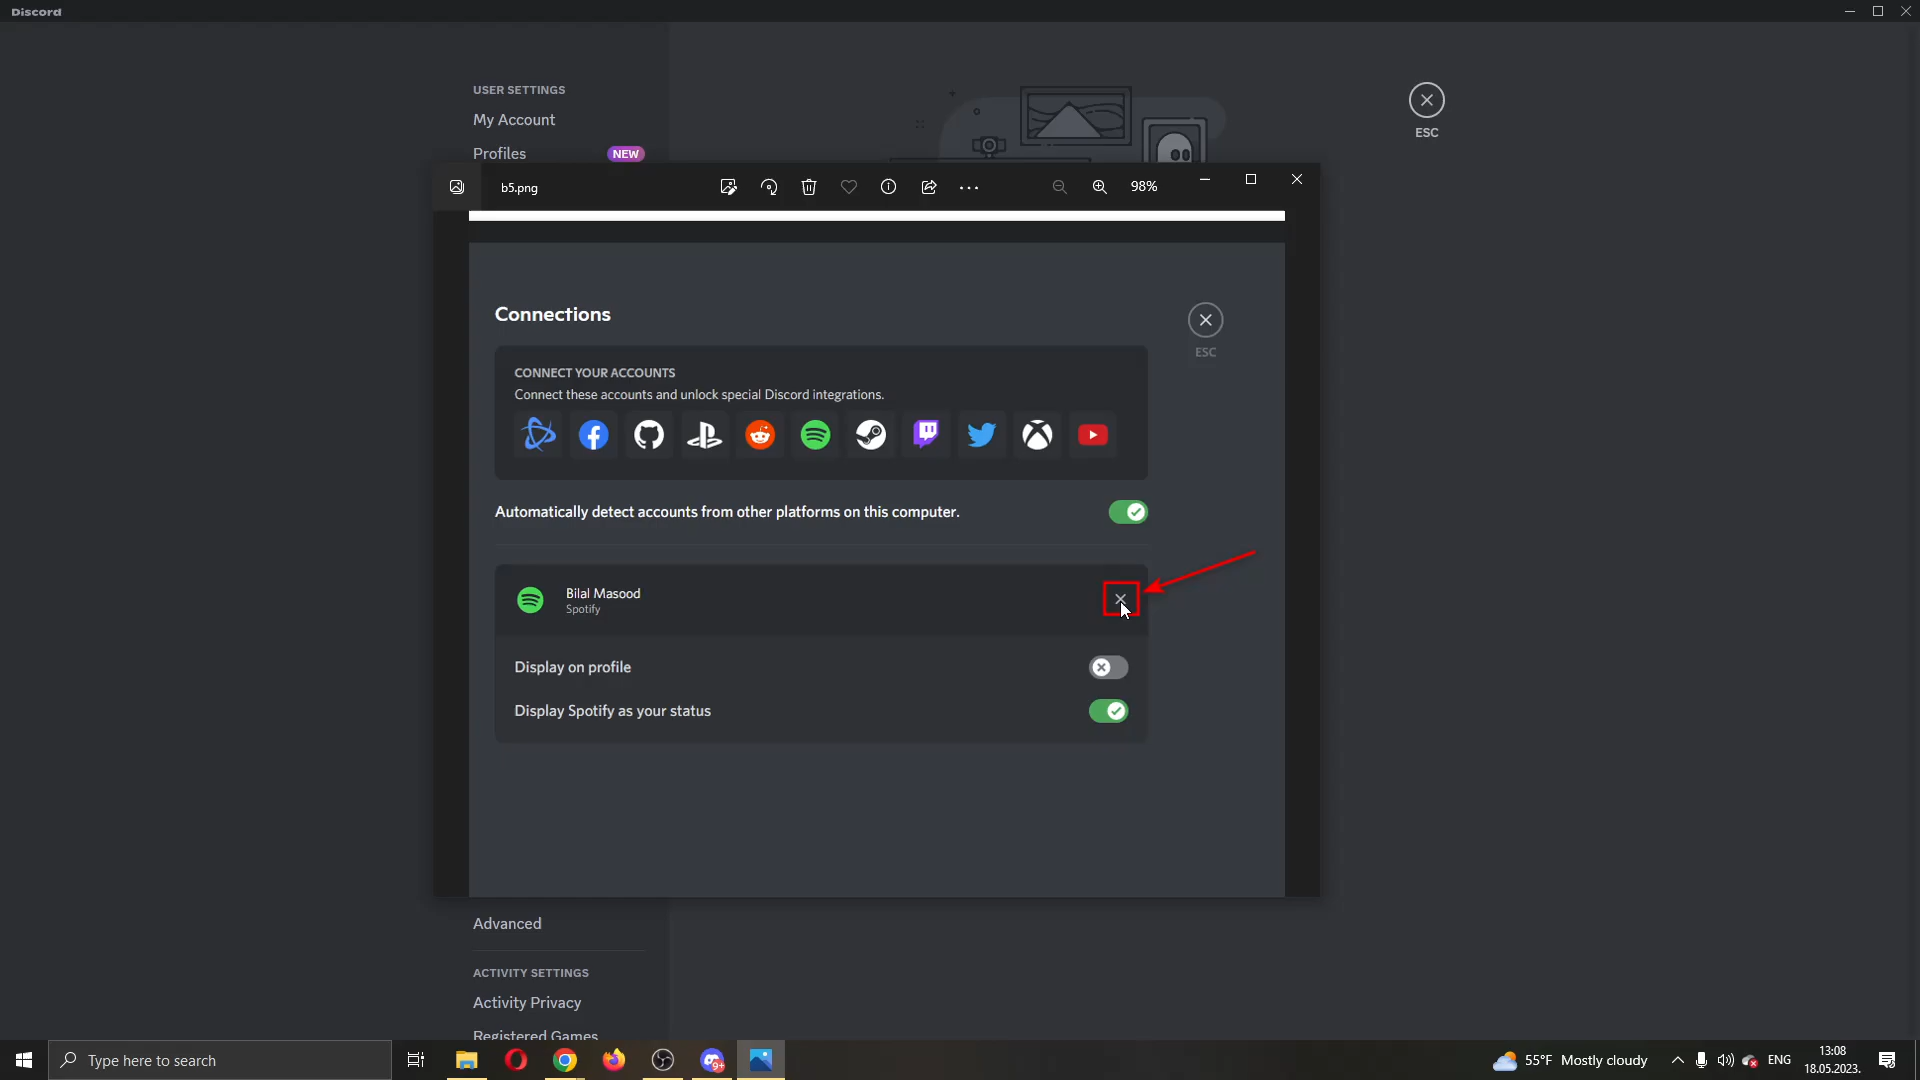 Discord
USER SETTINGS
My Account
Profiles
NEW
ESC
b5.png
98%
Connections
ESC
CONNECT YOUR ACCOUNTS
Connect these accounts and unlock special Discord integrations.
Automatically detect accounts from other platforms on this computer.
Bilal Masood
Spotify
Display on profile
Display Spotify as your status
Advanced
ACTIVITY SETTINGS
Activity Privacy
Registered Games
Type here to search
9+
55°F Mostly cloudy
ENG
13:08
18.05.2023.